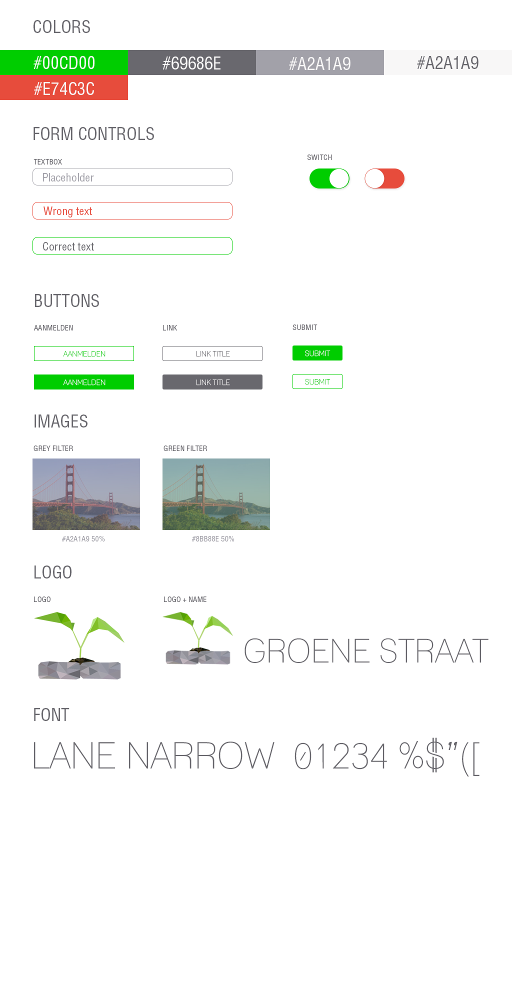 COLORS
#00CD00 #69686E #A2A1A9 #A2A1A9
#E74C3C
FORM CONTROLS
TEXTBOX SWITCH
Placeholder
Wrong text
Correct text
BUTTONS
AANMELDEN LINK SUBMIT
AANMELDEN LINK TITLE SUBMIT
AANMELDEN LINK TITLE SUBMIT
IMAGES
GREY FILTER GREEN FILTER
#A2A1A9 50% #8BB88E 50%
LOGO
LOGO LOGO + NAME
GROENE STRAAT
FONT
LANE NARROW 01234 %$"([